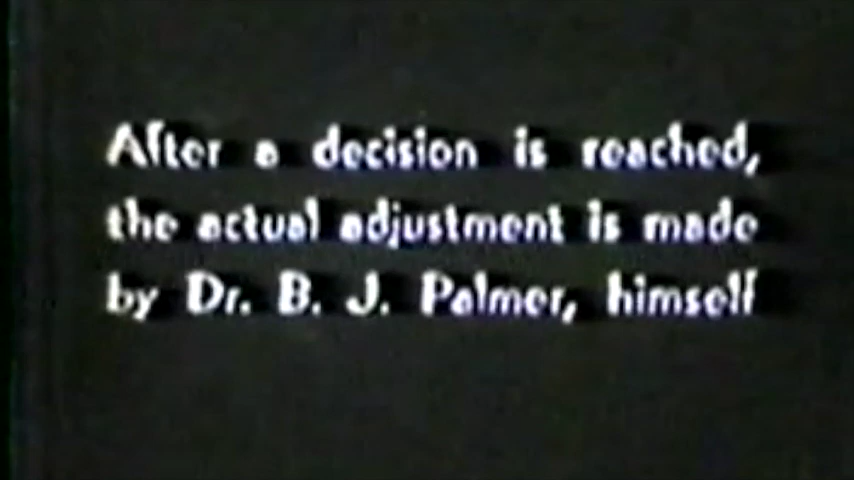 After a decision is reached,
the actual adjustment is made
by Dr. B. J. Palmer, himself